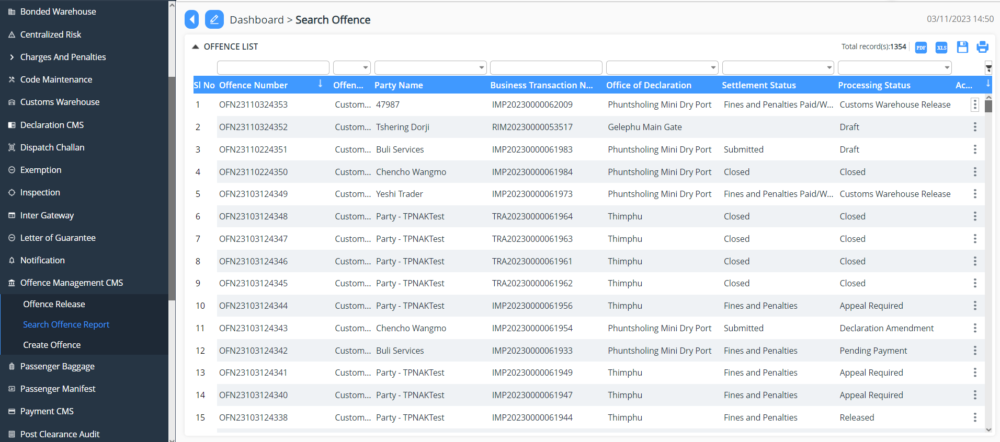 Bonded Warehouse
Centralized Risk
Charges And Penalties
Code Maintenance
Customs Warehouse
Declaration CMS
Dispatch Challan
Exemption
Inspection
Inter Gateway
Letter of Guarantee
Notification
Offence Management CMS
Offence Release
Search Offence Report
Create Offence
Passenger Baggage
Passenger Manifest
Payment CMS
Post Clearance Audit
Dashboard > Search Offence
03/11/2023 14:50
OFFENCE LIST
Total record(s):1354
PDF
XLS
Sl No Offence Number Offen... Party Name Business Transaction N... Office of Declaration Settlement Status Processing Status Ac...
1 OFN23110324353 Custom... 47987 IMP20230000062009 Phuntsholing Mini Dry Port Fines and Penalties Paid/W... Customs Warehouse Release
2 OFN23110324352 Custom... Tshering Dorji RIM20230000053517 Gelephu Main Gate Draft
3 OFN23110224351 Custom... Buli Services IMP20230000061983 Phuntsholing Mini Dry Port Submitted Draft
4 OFN23110224350 Custom... Chencho Wangmo IMP20230000061984 Phuntsholing Mini Dry Port Closed Closed
5 OFN23103124349 Custom... Yeshi Trader IMP20230000061973 Phuntsholing Mini Dry Port Fines and Penalties Paid/W... Customs Warehouse Release
6 OFN23103124348 Custom... Party - TPNAKTest TRA20230000061964 Thimphu Closed Closed
7 OFN23103124347 Custom... Party - TPNAKTest TRA20230000061963 Thimphu Closed Closed
8 OFN23103124346 Custom... Party - TPNAKTest TRA20230000061961 Thimphu Closed Closed
9 OFN23103124345 Custom... Party - TPNAKTest TRA20230000061962 Thimphu Closed Closed
10 OFN23103124344 Custom... Party - TPNAKTest IMP20230000061956 Thimphu Fines and Penalties Appeal Required
11 OFN23103124343 Custom... Chencho Wangmo IMP20230000061954 Phuntsholing Mini Dry Port Submitted Declaration Amendment
12 OFN23103124342 Custom... Buli Services IMP20230000061933 Phuntsholing Mini Dry Port Fines and Penalties Pending Payment
13 OFN23103124341 Custom... Party - TPNAKTest IMP20230000061949 Thimphu Fines and Penalties Appeal Required
14 OFN23103124340 Custom... Party - TPNAKTest IMP20230000061947 Thimphu Fines and Penalties Appeal Required
15 OFN23103124338 Custom... Party - TPNAKTest IMP20230000061944 Thimphu Fines and Penalties Released